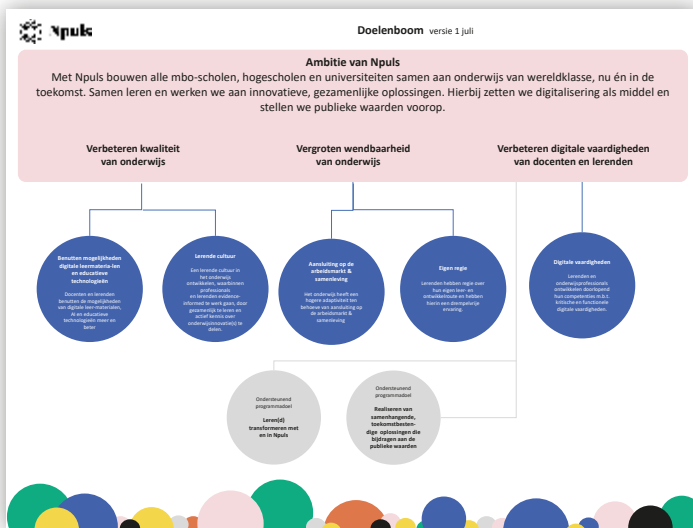 Npuls
Doelenboom versie 1 juli
Ambitie van Npuls
Met Npuls bouwen alle mbo-scholen, hogescholen en universiteiten samen aan onderwijs van wereldklasse, nu én in de
toekomst. Samen leren en werken we aan innovatieve, gezamenlijke oplossingen. Hierbij zetten we digitalisering als middel en
stellen we publieke waarden voorop.
Verbeteren kwaliteit
van onderwijs
Vergroten wendbaarheid
van onderwijs
Verbeteren digitale vaardigheden
van docenten en lerenden
Benutten mogelijkheden
digitale leermateria-len
en educatieve
technologieën
Docenten en lerenden
benutten de mogelijkheden
van digitale leer-materialen,
AI en educatieve
technologieën meer en
beter
Lerende cultuur
Een lerende cultuur in
het onderwijs
ontwikkelen, waarbinnen
professionals
en lerenden evidence-
informed te werk gaan, door
gezamenlijk te leren en
actief kennis over
onderwijsinnovatie(s) te
delen.
Aansluiting op de
arbeidsmarkt &
samenleving
Het onderwijs heeft een
hogere adaptiviteit ten
behoeve van aansluiting op
de arbeidsmarkt &
samenleving
Eigen regie
Lerenden hebben regie over
hun eigen leer- en
ontwikkelroute en hebben
hierin een drempelvrije
ervaring.
Digitale vaardigheden
Lerenden en
onderwijsprofessionals
ontwikkelen doorlopend
hun competenties m.b.t.
kritische en functionele
digitale vaardigheden.
Ondersteunend
programmadoel
Leren(d)
transformeren met
en in Npuls
Ondersteunend
programmadoel
Realiseren van
samenhangende,
toekomstbesten-
dige oplossingen die
bijdragen aan de
publieke waarden